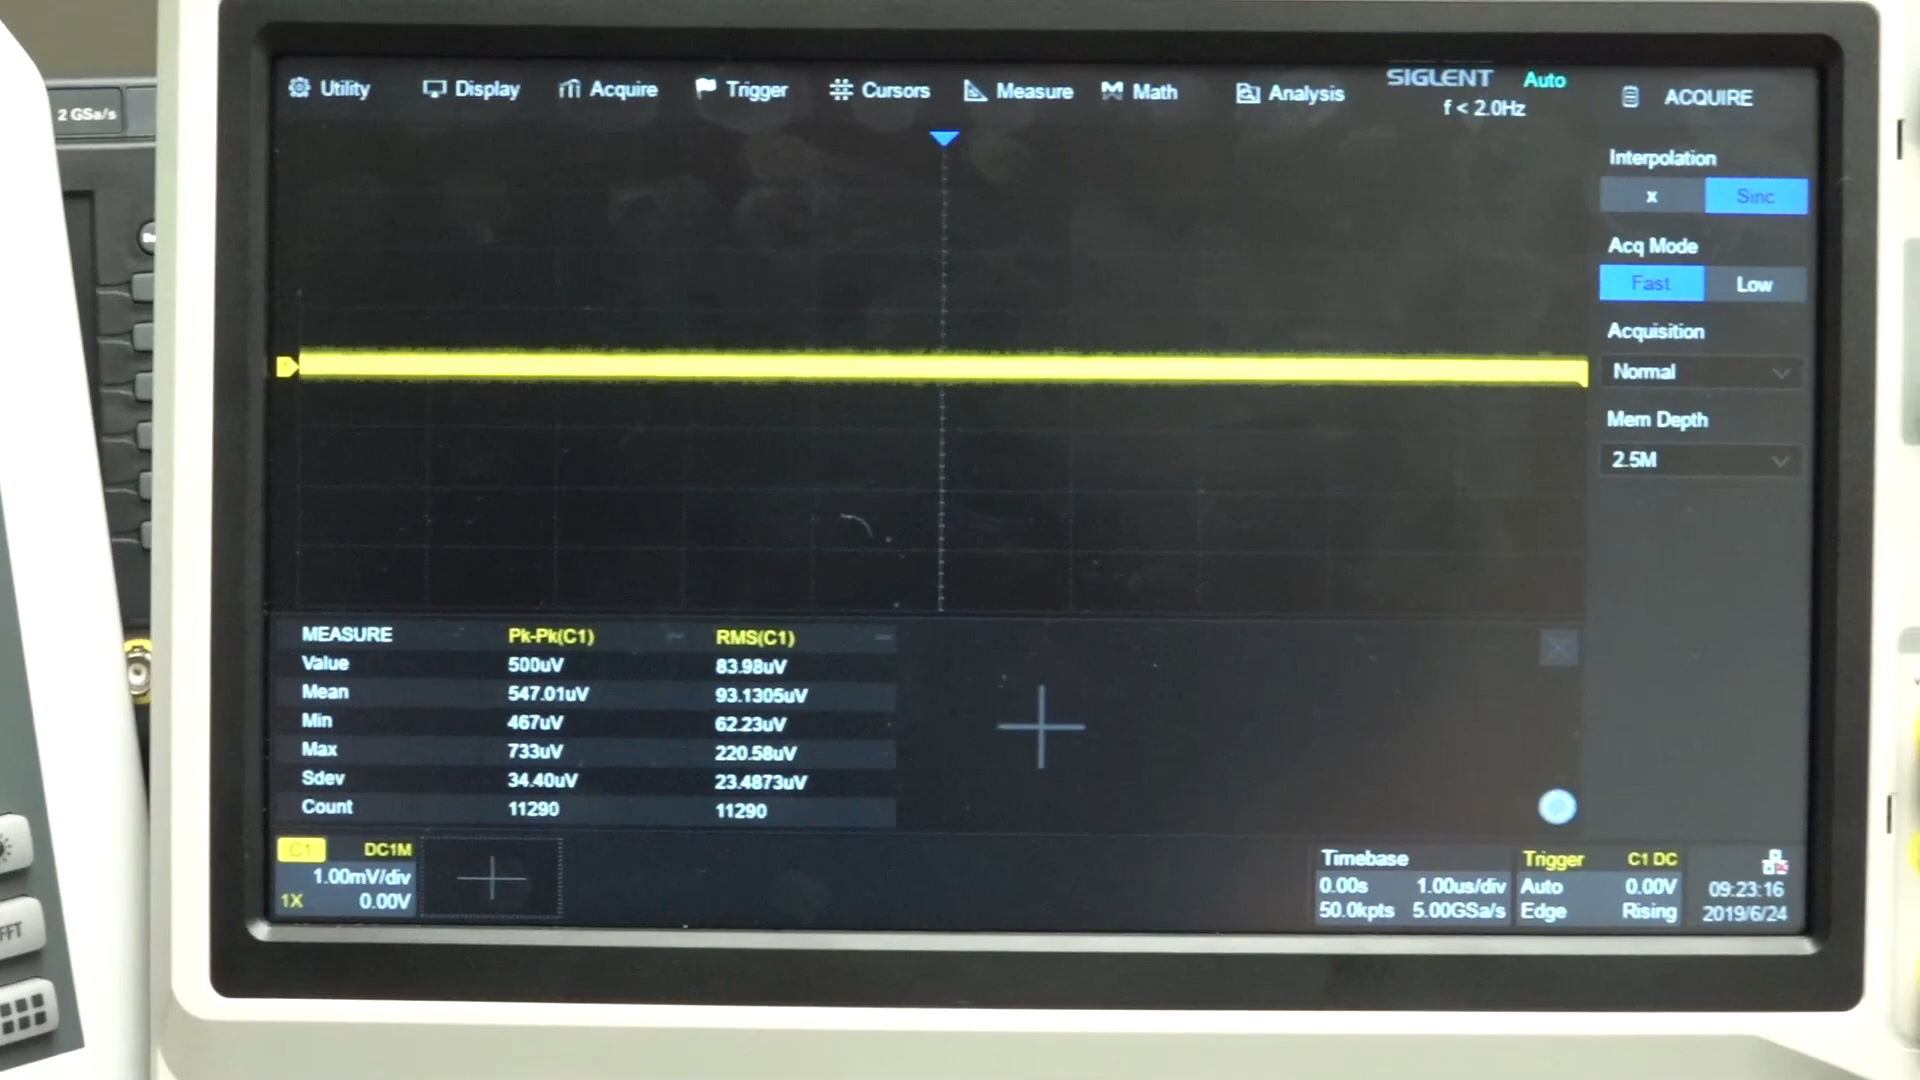 2 GSa/s
Utility Display Acquire Trigger Cursors Measure Math Analysis
SIGLENT Auto
f < 2.0Hz
ACQUIRE
Interpolation
x Sinc
Acq Mode
Fast Low
Acquisition
Normal
Mem Depth
2.5M
MEASURE Pk-Pk(C1) RMS(C1)
Value 500uV 83.98uV
Mean 547.01uV 93.1305uV
Min 467uV 62.23uV
Max 733uV 220.58uV
Sdev 34.40uV 23.4873uV
Count 11290 11290
C1 DC1M
1.00mV/div
1X 0.00V
Timebase
0.00s 1.00us/div
50.0kpts 5.00GSa/s
Trigger C1 DC
Auto 0.00V
Edge Rising
09:23:16
2019/6/24
FFT